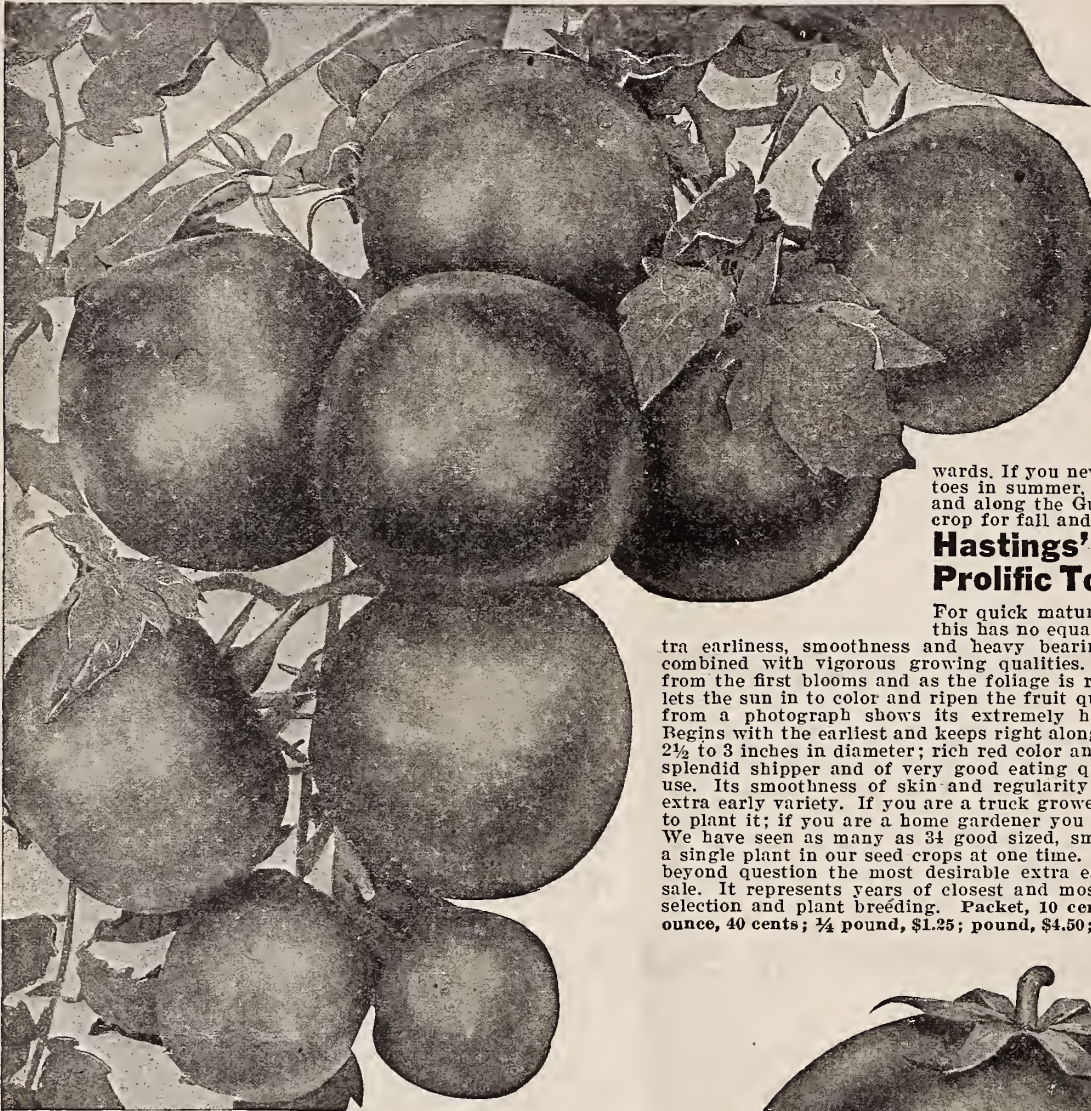 wards. If you nev
toes in summer,
and along the Gu
crop for fall and
Hastings'
Prolific To
For quick matur
this has no equa
tra earliness, smoothness and heavy bearin
combined with vigorous growing qualities.
from the first blooms and as the foliage is r
lets the sun in to color and ripen the fruit qu
from a photograph shows its extremely h
Begins with the earliest and keeps right along
2½ to 3 inches in diameter; rich red color an
splendid shipper and of very good eating q
use. Its smoothness of skin and regularity
extra early variety. If you are a truck growe
to plant it; if you are a home gardener you
We have seen as many as 34 good sized, sm
a single plant in our seed crops at one time.
beyond question the most desirable extra e
sale. It represents years of closest and mos
selection and plant breeding. Packet, 10 cen
ounce, 40 cents; ¼ pound, $1.25; pound, $4.50;